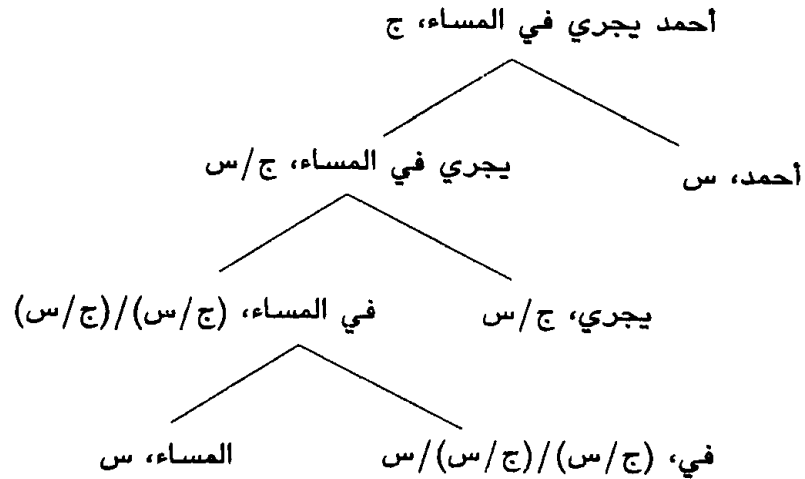 أحمد يجري في المساء، ج
أحمد، س
يجري في المساء، ج/س
يجري، ج/س
في المساء، (ج/س)/(ج/س)
في، (ج/س)/(ج/س)/س
المساء، س